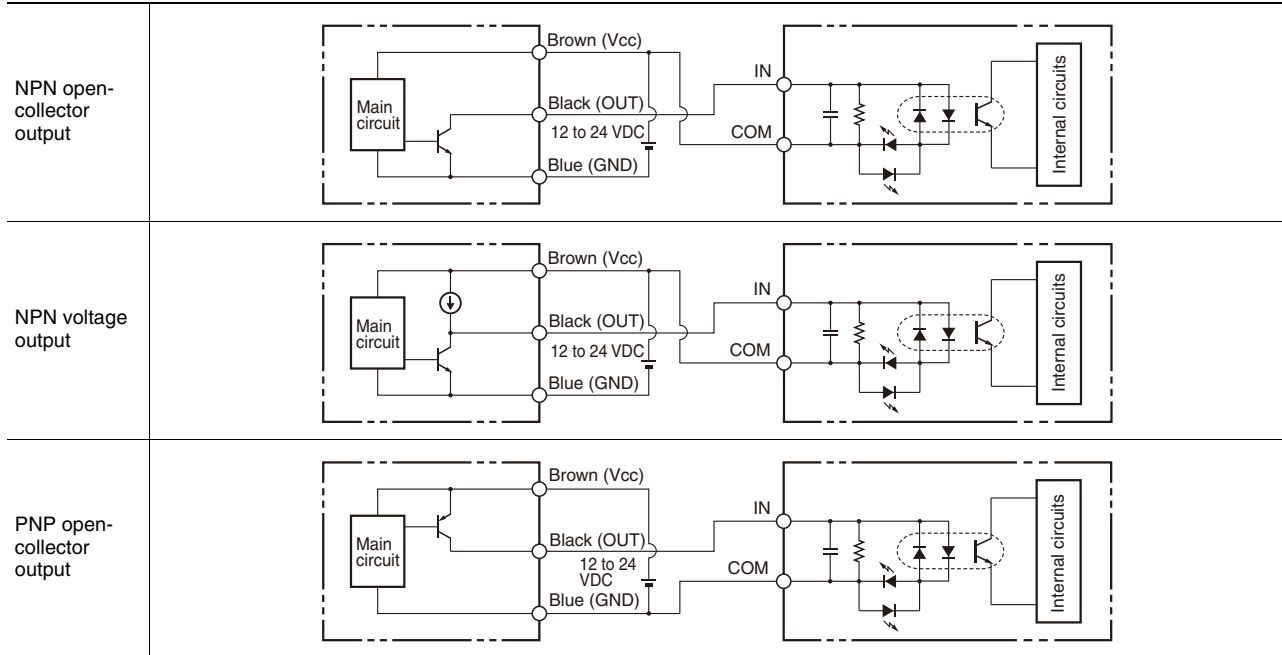 NPN open-
collector
output
Main
circuit
Brown (Vcc)
Black (OUT)
12 to 24 VDC
Blue (GND)
IN
COM
Internal circuits
NPN voltage
output
Main
circuit
Brown (Vcc)
Black (OUT)
12 to 24 VDC
Blue (GND)
IN
COM
Internal circuits
PNP open-
collector
output
Main
circuit
Brown (Vcc)
Black (OUT)
12 to 24
VDC
Blue (GND)
IN
COM
Internal circuits